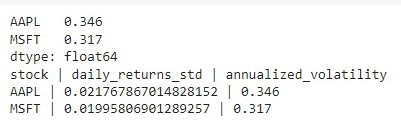 AAPL   0.346
MSFT   0.317
dtype: float64
stock | daily_returns_std | annualized_volatility
AAPL | 0.021767867014828152 | 0.346
MSFT | 0.01995806901289257 | 0.317